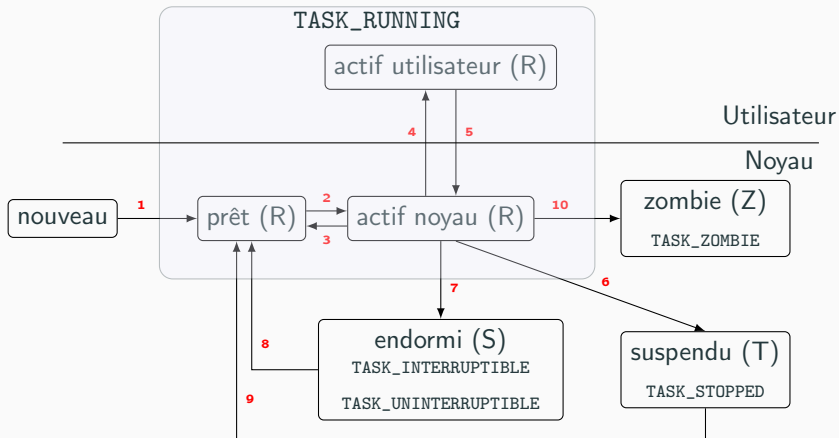 TASK_RUNNING
actif utilisateur (R)
4
5
Utilisateur
Noyau
nouveau
1
prêt (R)
2
3
actif noyau (R)
10
zombie (Z)
TASK_ZOMBIE
7
6
8
endormi (S)
TASK_INTERRUPTIBLE
TASK_UNINTERRUPTIBLE
9
suspendu (T)
TASK_STOPPED